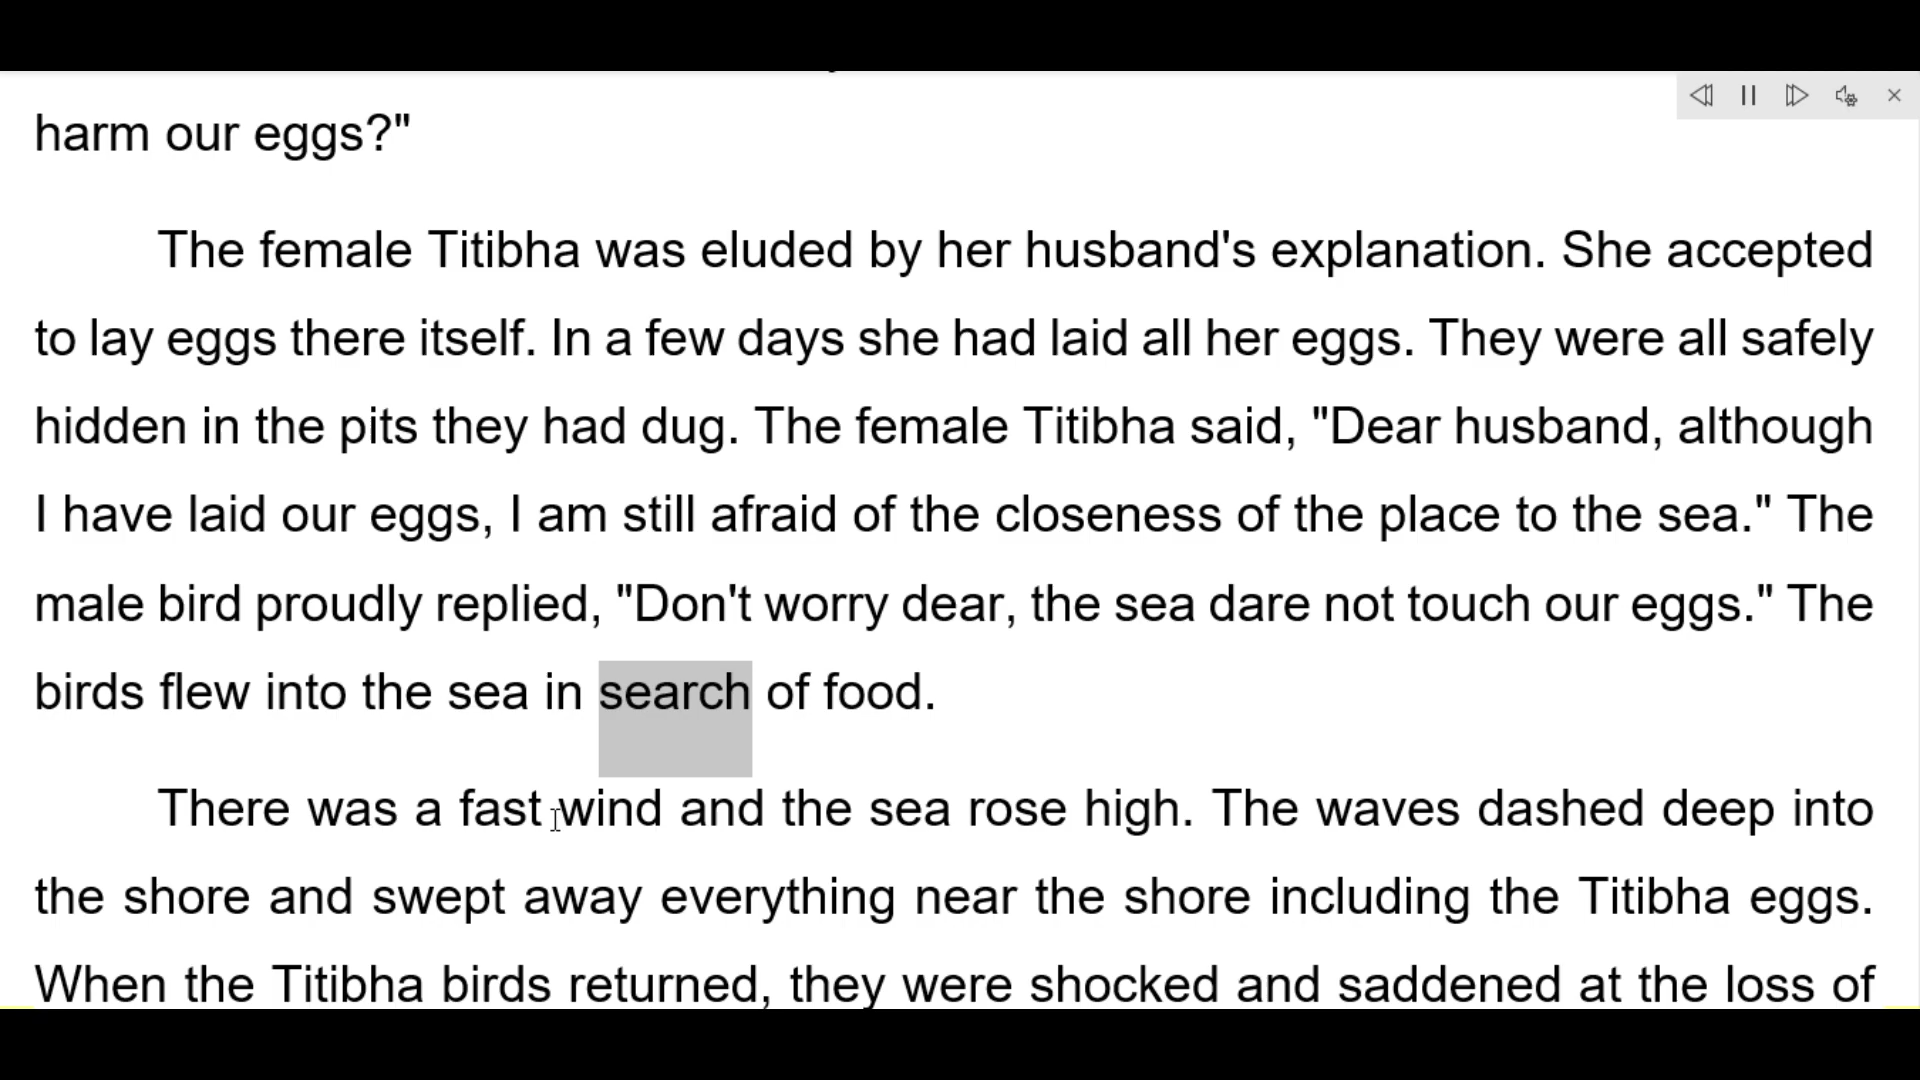 harm our eggs?"
The female Titibha was eluded by her husband's explanation. She accepted
to lay eggs there itself. In a few days she had laid all her eggs. They were all safely
hidden in the pits they had dug. The female Titibha said, "Dear husband, although
I have laid our eggs, I am still afraid of the closeness of the place to the sea." The
male bird proudly replied, "Don't worry dear, the sea dare not touch our eggs." The
birds flew into the sea in search of food.
There was a fast wind and the sea rose high. The waves dashed deep into
the shore and swept away everything near the shore including the Titibha eggs.
When the Titibha birds returned, they were shocked and saddened at the loss of